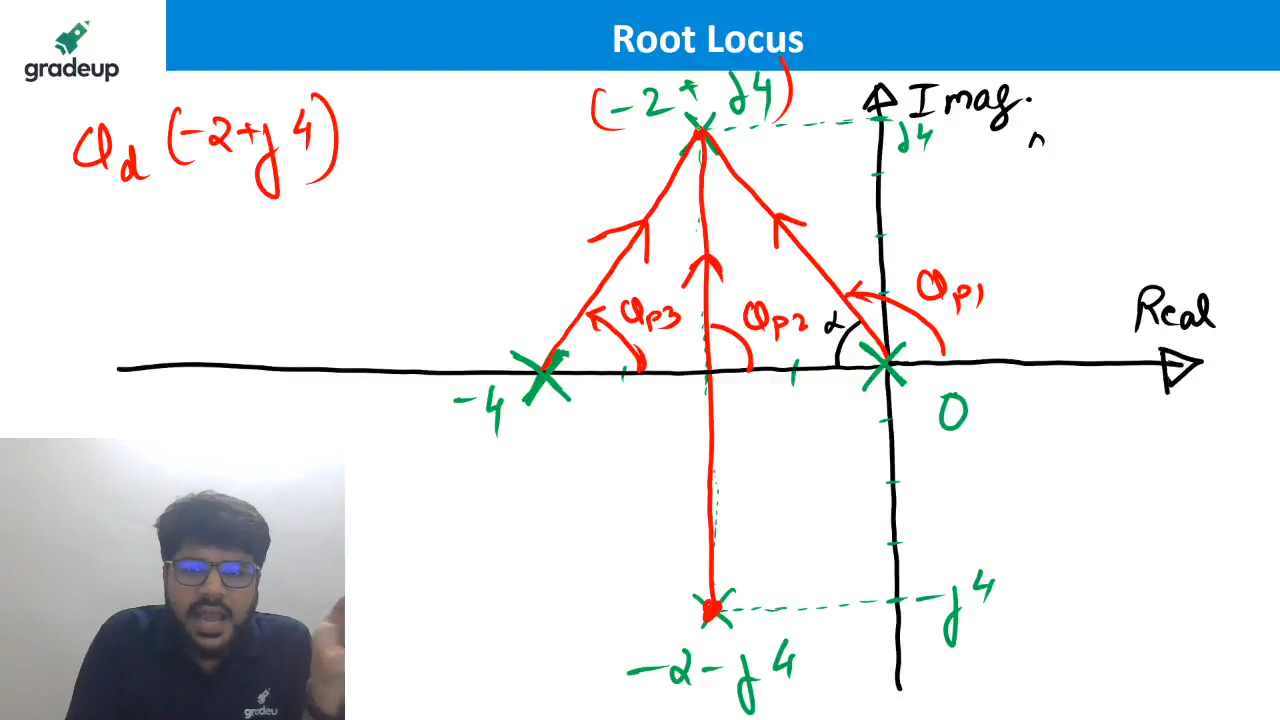 Root Locus
gradeup
(-2+j4)
Imag.
Φd (-2+j4)
j4
Φp1
Real
Φp3
Φp2
α
-4
0
-j4
-2-j4
gradeu